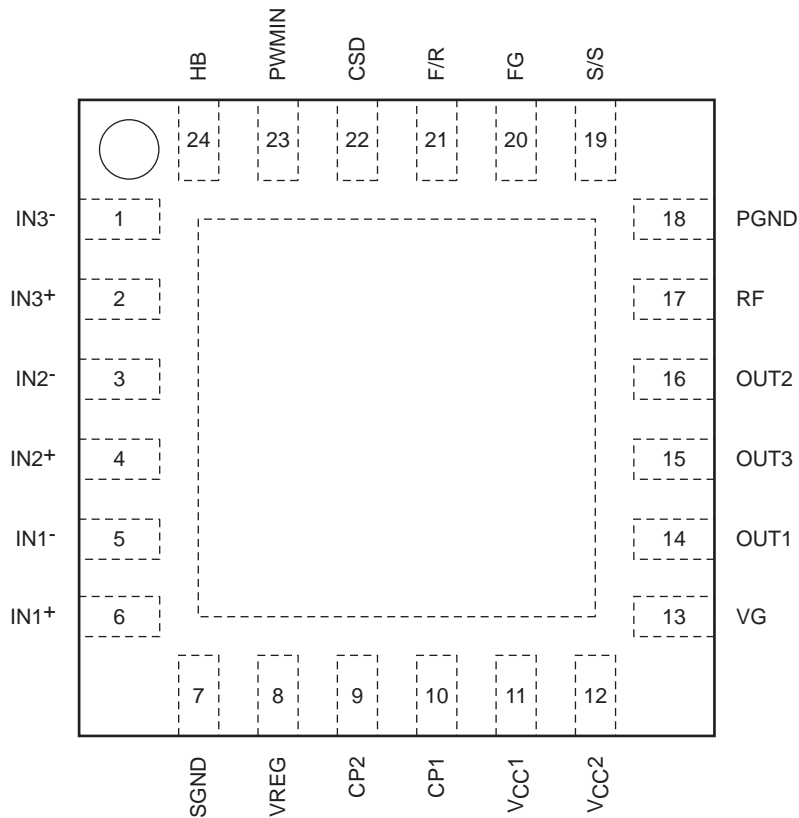 HB PWMIN CSD F/R FG S/S
24 23 22 21 20 19
IN3- 1 18 PGND
IN3+ 2 17 RF
IN2- 3 16 OUT2
IN2+ 4 15 OUT3
IN1- 5 14 OUT1
IN1+ 6 13 VG
7 8 9 10 11 12
SGND VREG CP2 CP1 VCC1 VCC2